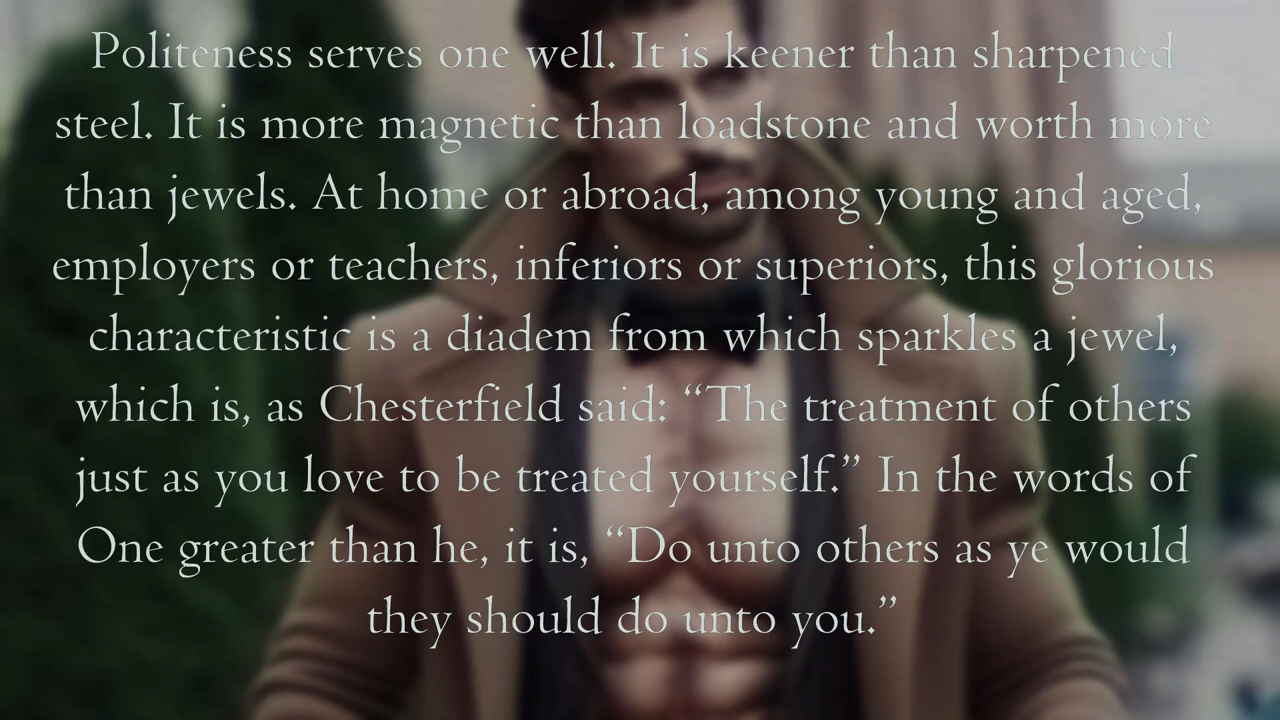 Politeness serves one well. It is keener than sharpened
steel. It is more magnetic than loadstone and worth more
than jewels. At home or abroad, among young and aged,
employers or teachers, inferiors or superiors, this glorious
characteristic is a diadem from which sparkles a jewel,
which is, as Chesterfield said: “The treatment of others
just as you love to be treated yourself.” In the words of
One greater than he, it is, “Do unto others as ye would
they should do unto you.”